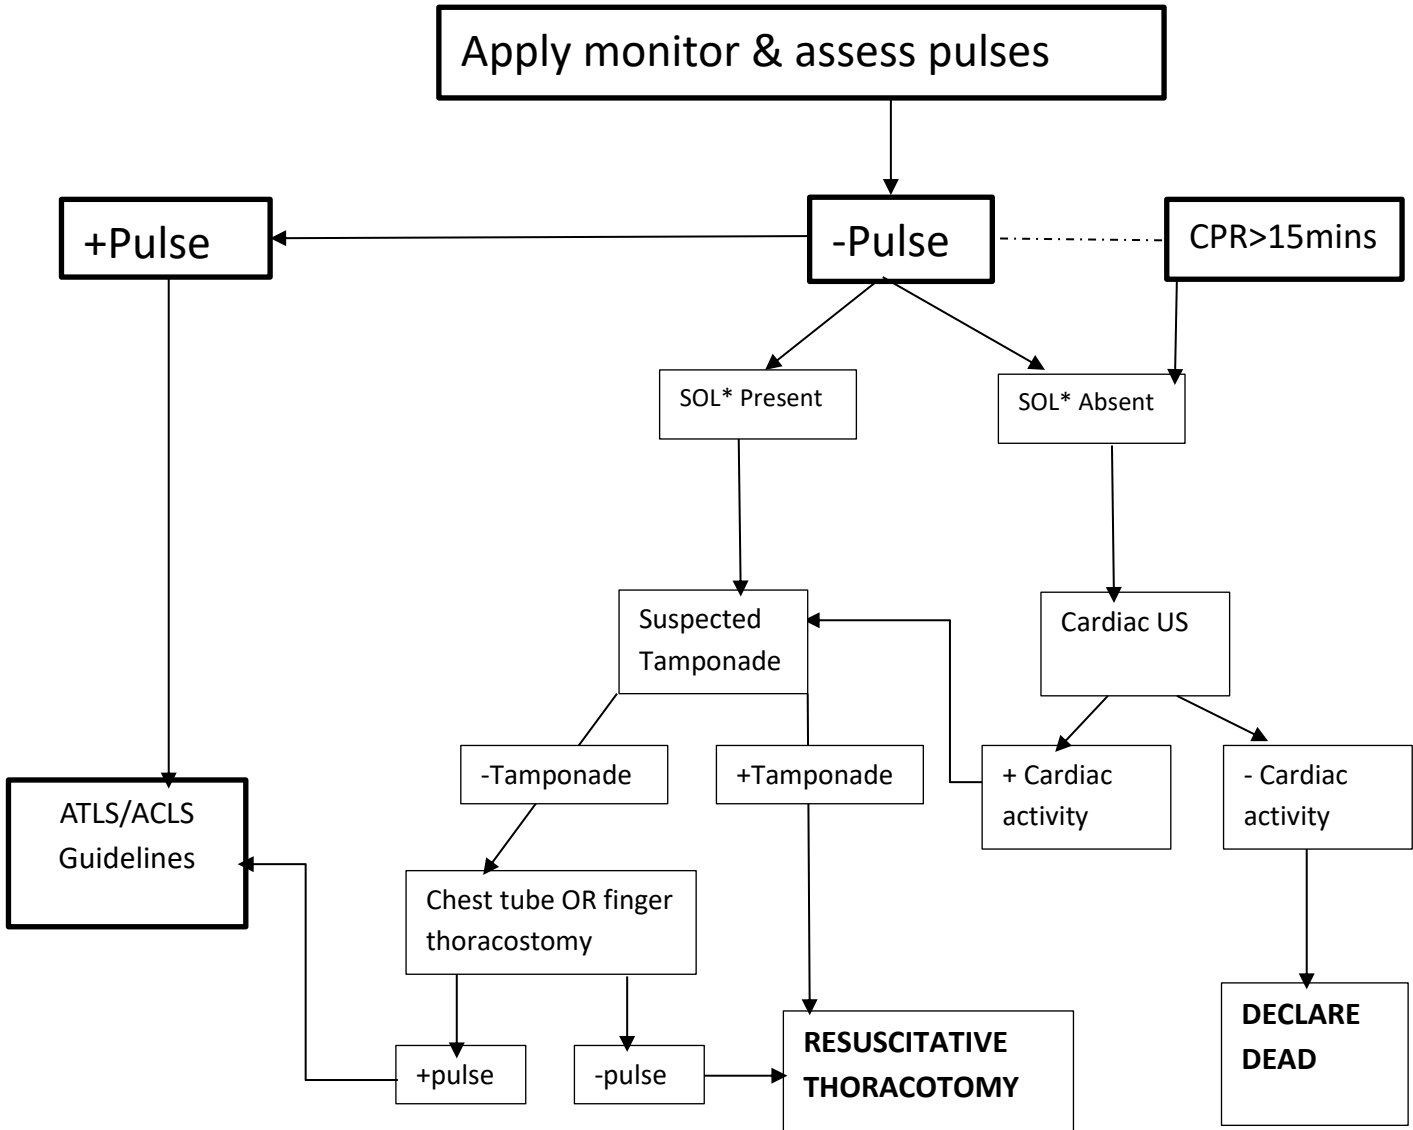 Apply monitor & assess pulses
+Pulse
-Pulse
CPR>15mins
SOL* Present
SOL* Absent
Suspected
Tamponade
Cardiac US
-Tamponade
+Tamponade
+ Cardiac
activity
- Cardiac
activity
ATLS/ACLS
Guidelines
Chest tube OR finger
thoracostomy
+pulse
-pulse
RESUSCITATIVE
THORACOTOMY
DECLARE
DEAD